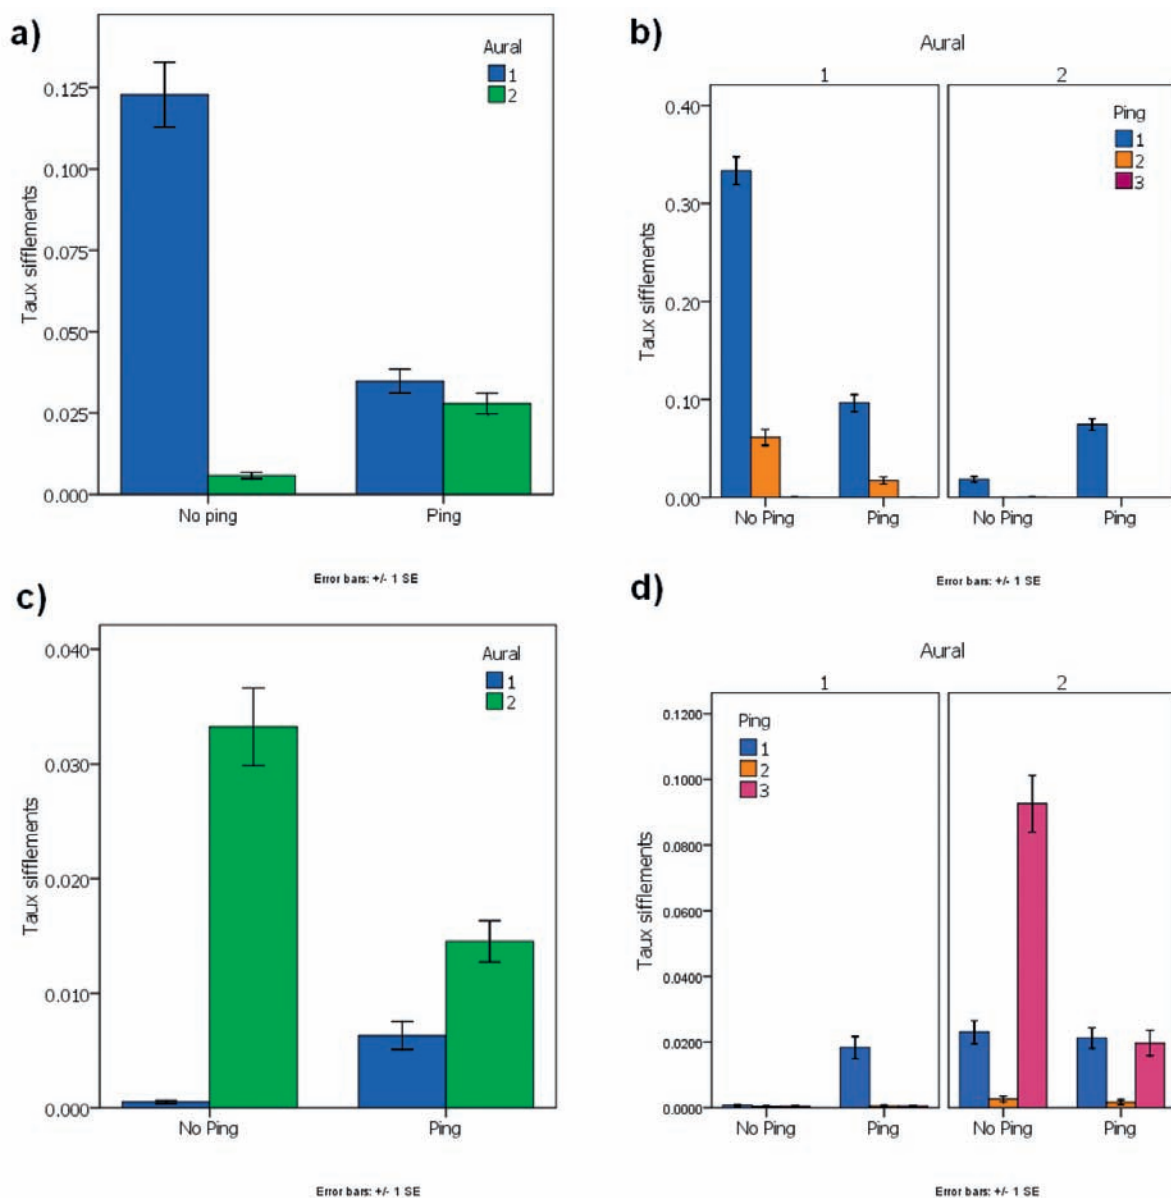 a)
Aural
1
2
Taux sifflements
0.125
0.100
0.075
0.050
0.025
0.000
No ping
Ping
Error bars: +/- 1 SE
b)
Aural
1
2
Ping
1
2
3
Taux sifflements
0.40
0.30
0.20
0.10
0.00
No Ping
Ping
No Ping
Ping
Error bars: +/- 1 SE
c)
Aural
1
2
Taux sifflements
0.040
0.030
0.020
0.010
0.000
No Ping
Ping
Error bars: +/- 1 SE
d)
Aural
1
2
Ping
1
2
3
Taux sifflements
0.1200
0.1000
0.0800
0.0600
0.0400
0.0200
0.0000
No Ping
Ping
No Ping
Ping
Error bars: +/- 1 SE